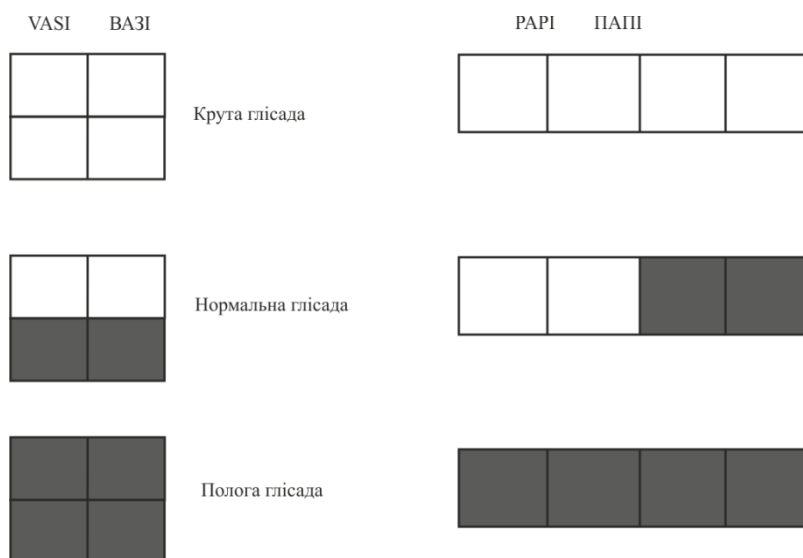 VASI ВАЗІ PAPI ПАПІ
Крута глісада
Нормальна глісада
Полога глісада